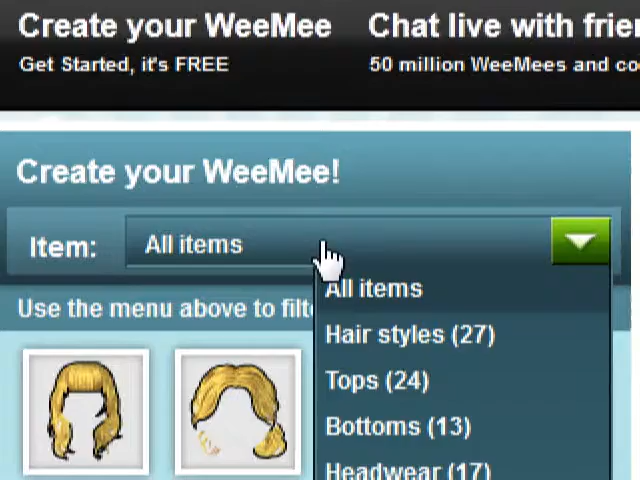 Create your WeeMee
Chat live with frie
Get Started, it's FREE
50 million WeeMees and co
Create your WeeMee!
Item:
All items
All items
Use the menu above to filt
Hair styles (27)
Tops (24)
Bottoms (13)
Headwear (17)